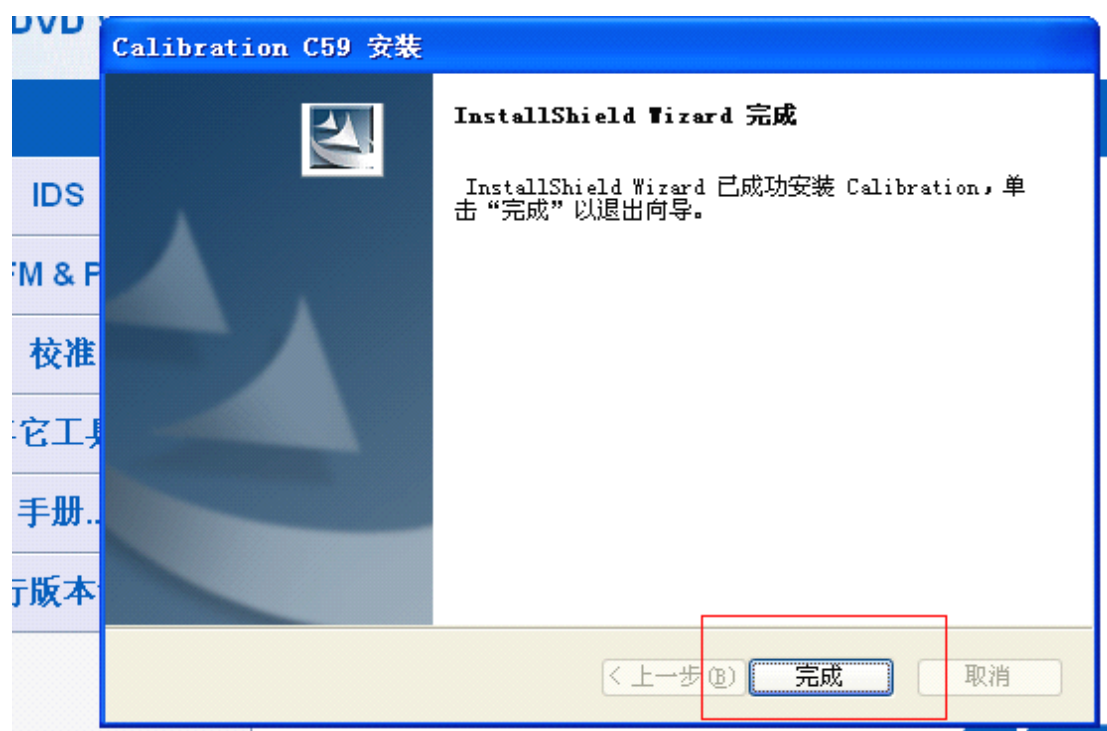 DVD
Calibration C59 安装
InstallShield Wizard 完成
InstallShield Wizard 已成功安装 Calibration，单
击“完成”以退出向导。
IDS
M & P
校准
它工具
手册..
行版本
< 上一步(B)
完成
取消